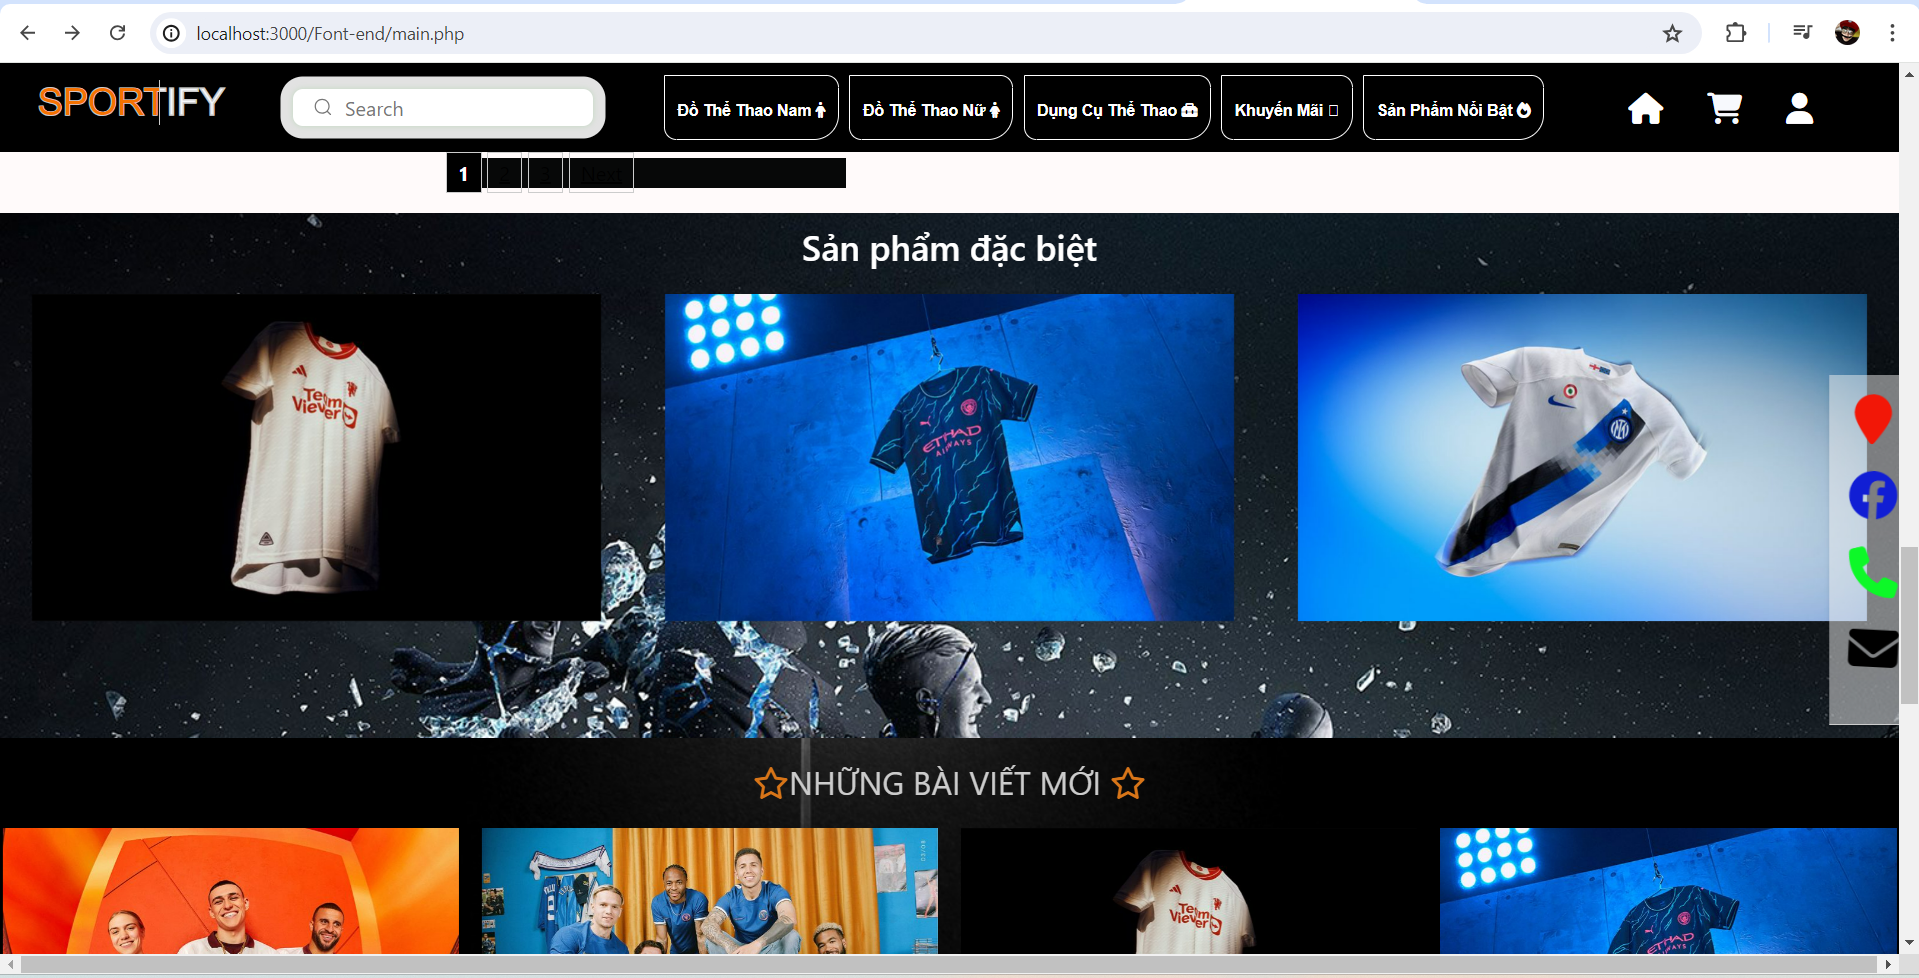 localhost:3000/Font-end/main.php
SPORTIFY
Search
Đồ Thể Thao Nam
Đồ Thể Thao Nữ
Dụng Cụ Thể Thao
Khuyến Mãi
Sản Phẩm Nổi Bật
1 2 3 Next
Sản phẩm đặc biệt
Team
Viewer
ETIHAD
AIRWAYS
NHỮNG BÀI VIẾT MỚI
Team
Viewer
ETIHAD